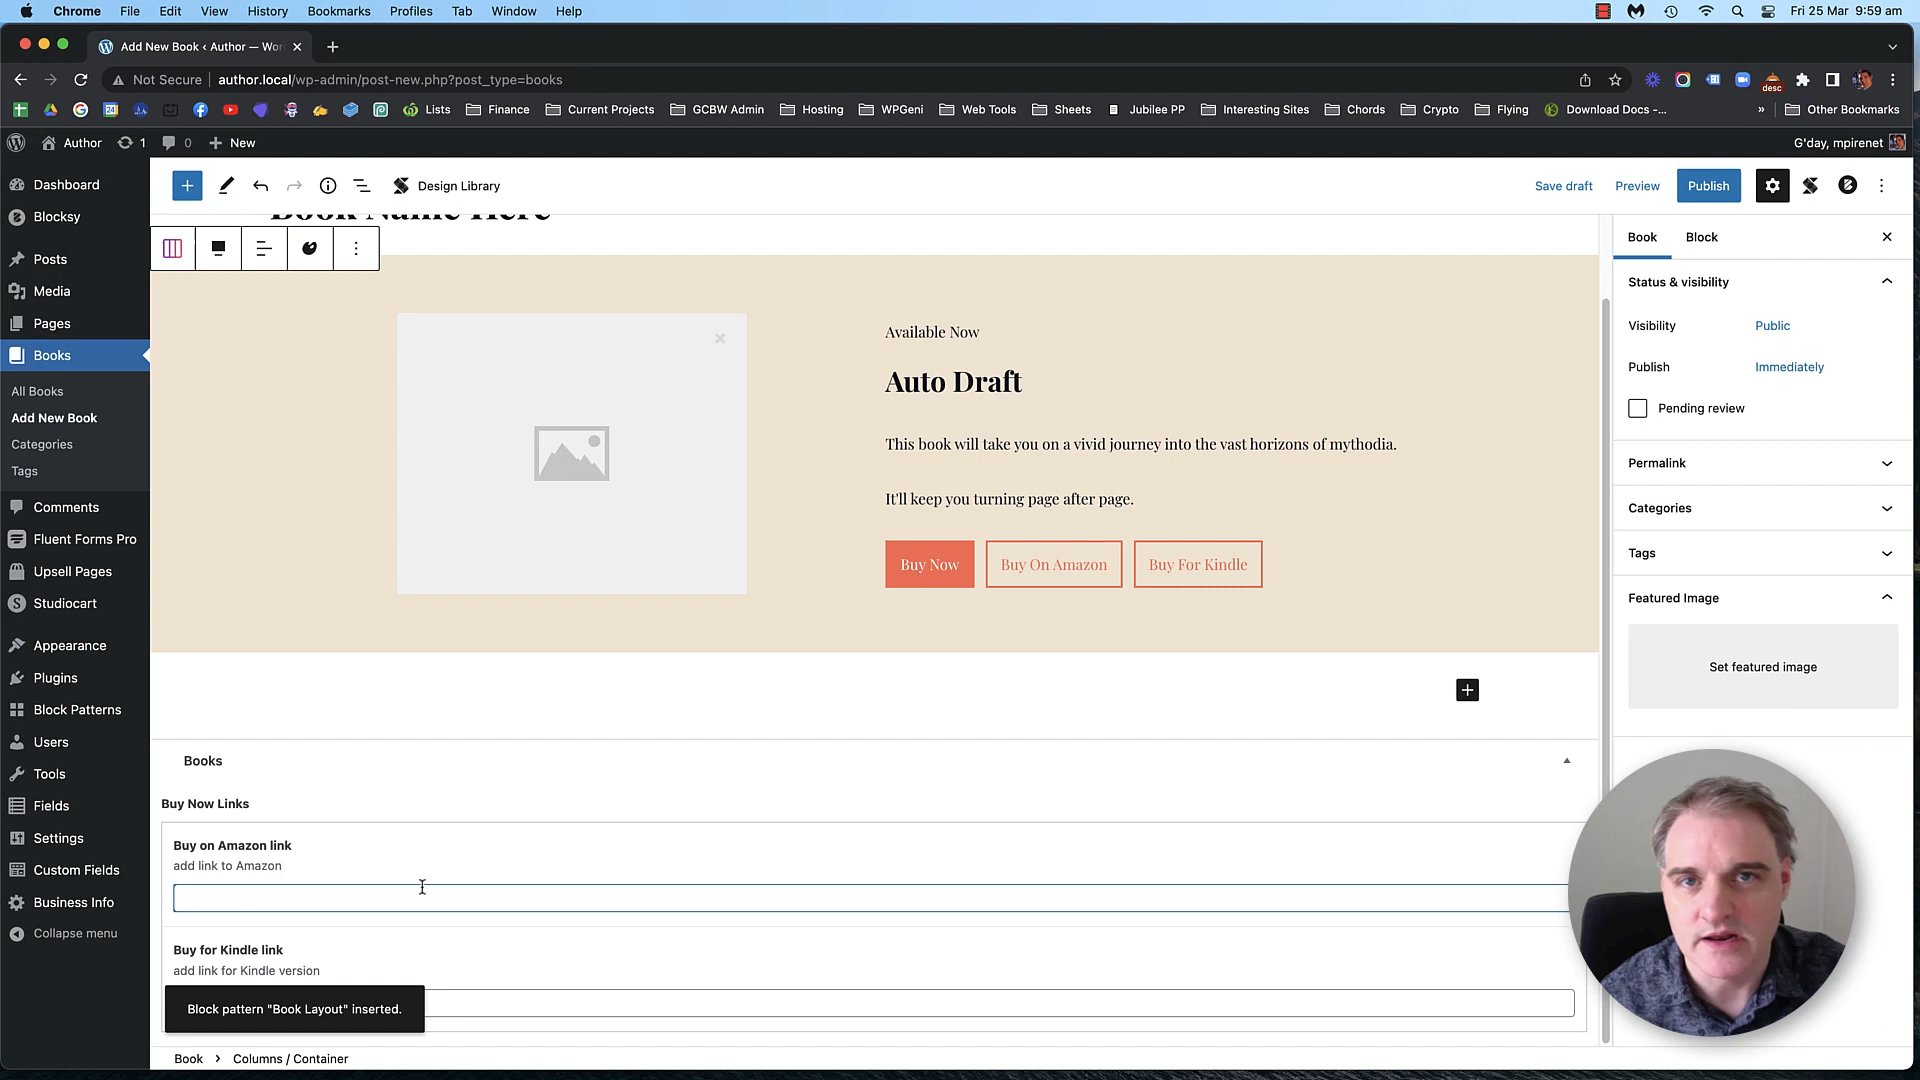 Chrome File Edit View History Bookmarks Profiles Tab Window Help Fri 25 Mar 9:59 am
Add New Book ‹ Author — Wor
Not Secure author.local/wp-admin/post-new.php?post_type=books
desc
Lists Finance Current Projects GCBW Admin Hosting WPGeni Web Tools Sheets Jubilee PP Interesting Sites Chords Crypto Flying Download Docs -... » Other Bookmarks
Author 1 0 New G'day, mpirenet
Dashboard
Blocksy
Posts
Media
Pages
Books
All Books
Add New Book
Categories
Tags
Comments
Fluent Forms Pro
Upsell Pages
Studiocart
Appearance
Plugins
Block Patterns
Users
Tools
Fields
Settings
Custom Fields
Business Info
Collapse menu
Design Library
Save draft Preview Publish
Book Name Here
Available Now
Auto Draft
This book will take you on a vivid journey into the vast horizons of mythodia.
It'll keep you turning page after page.
Buy Now Buy On Amazon Buy For Kindle
Books
Buy Now Links
Buy on Amazon link
add link to Amazon
Buy for Kindle link
add link for Kindle version
Block pattern "Book Layout" inserted.
Book › Columns / Container
Book Block
Status & visibility
Visibility Public
Publish Immediately
Pending review
Permalink
Categories
Tags
Featured Image
Set featured image